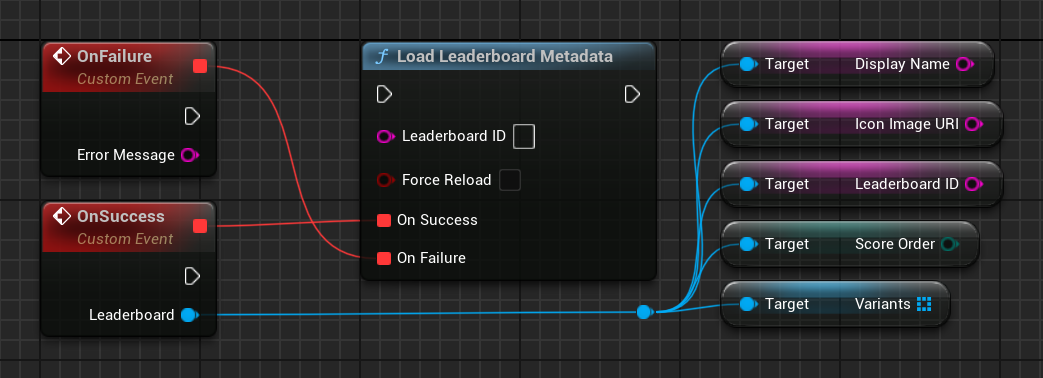 OnFailure
Custom Event
Error Message
OnSuccess
Custom Event
Leaderboard
f Load Leaderboard Metadata
Leaderboard ID
Force Reload
On Success
On Failure
Target Display Name
Target Icon Image URI
Target Leaderboard ID
Target Score Order
Target Variants